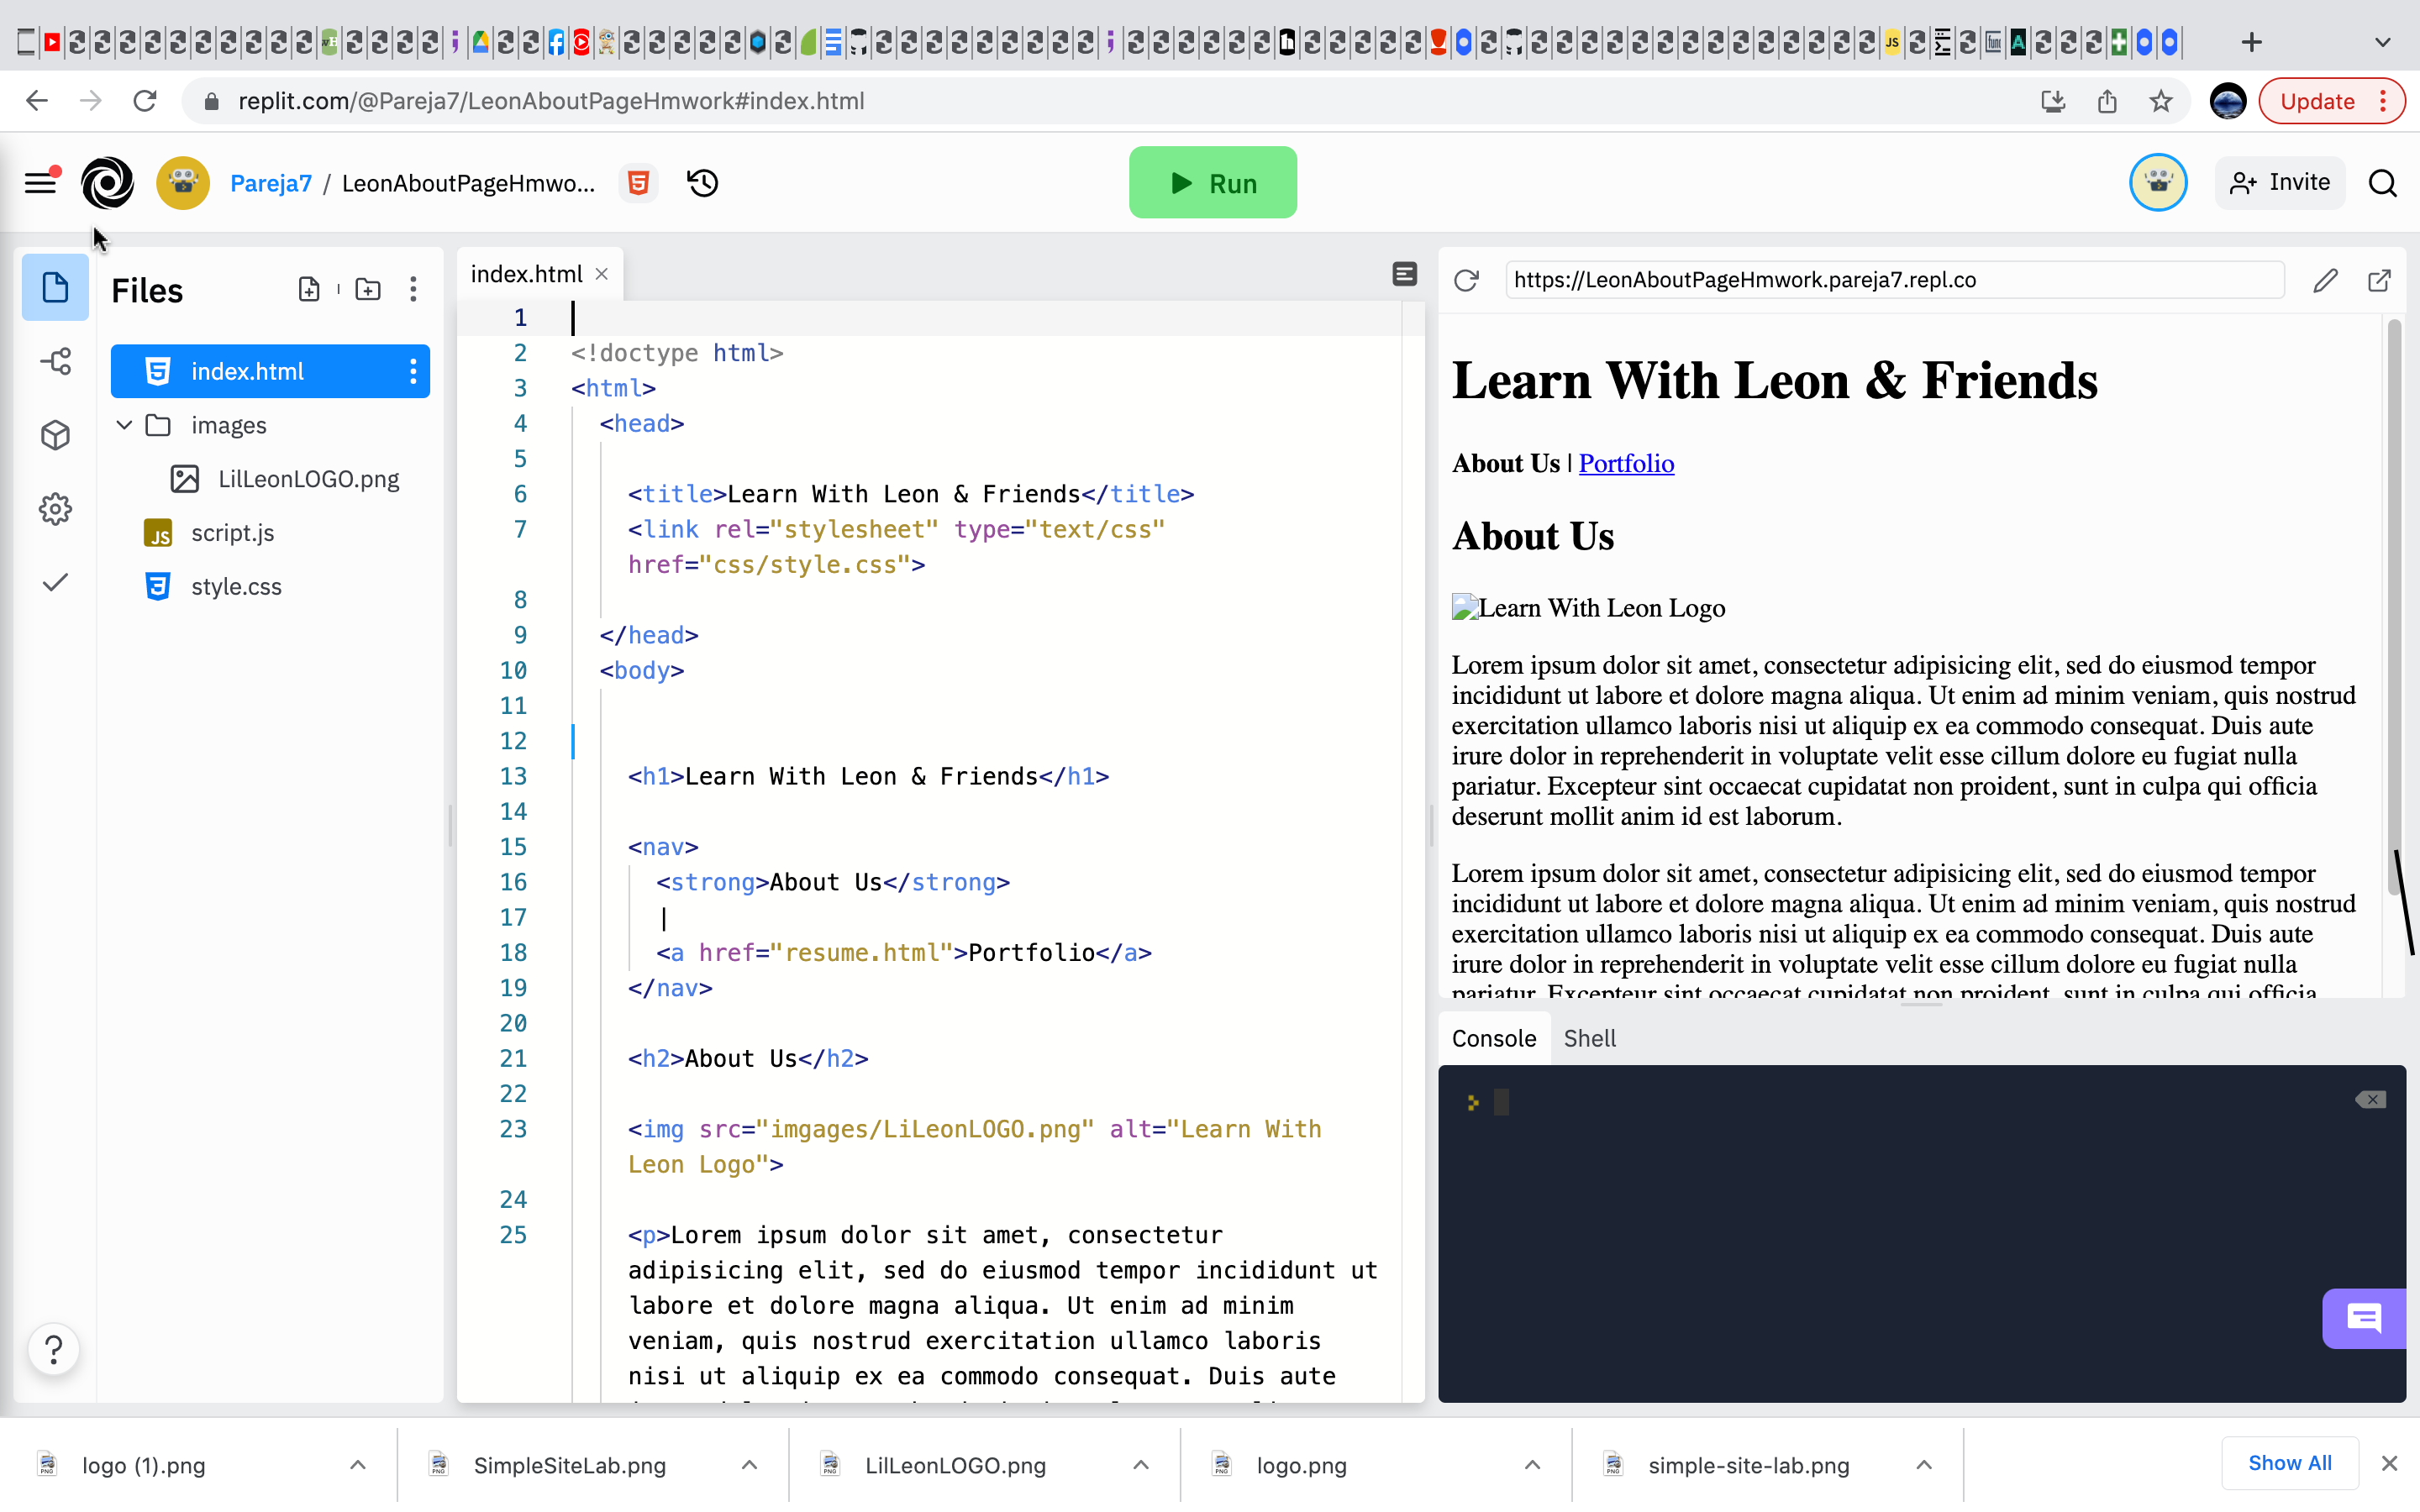 replit.com/@Pareja7/LeonAboutPageHmwork#index.html
Update
Pareja7 / LeonAboutPageHmwo...
Run
Invite
Files
index.html
images
LilLeonLOGO.png
script.js
style.css
index.html
1
2 <!doctype html>
3 <html>
4 <head>
5
6 <title>Learn With Leon & Friends</title>
7 <link rel="stylesheet" type="text/css"
href="css/style.css">
8
9 </head>
10 <body>
11
12
13 <h1>Learn With Leon & Friends</h1>
14
15 <nav>
16 <strong>About Us</strong>
17 |
18 <a href="resume.html">Portfolio</a>
19 </nav>
20
21 <h2>About Us</h2>
22
23 <img src="imgages/LiLeonLOGO.png" alt="Learn With
Leon Logo">
24
25 <p>Lorem ipsum dolor sit amet, consectetur
adipisicing elit, sed do eiusmod tempor incididunt ut
labore et dolore magna aliqua. Ut enim ad minim
veniam, quis nostrud exercitation ullamco laboris
nisi ut aliquip ex ea commodo consequat. Duis aute
https://LeonAboutPageHmwork.pareja7.repl.co
Learn With Leon & Friends
About Us | Portfolio
About Us
Learn With Leon Logo
Lorem ipsum dolor sit amet, consectetur adipisicing elit, sed do eiusmod tempor
incididunt ut labore et dolore magna aliqua. Ut enim ad minim veniam, quis nostrud
exercitation ullamco laboris nisi ut aliquip ex ea commodo consequat. Duis aute
irure dolor in reprehenderit in voluptate velit esse cillum dolore eu fugiat nulla
pariatur. Excepteur sint occaecat cupidatat non proident, sunt in culpa qui officia
deserunt mollit anim id est laborum.
Lorem ipsum dolor sit amet, consectetur adipisicing elit, sed do eiusmod tempor
incididunt ut labore et dolore magna aliqua. Ut enim ad minim veniam, quis nostrud
exercitation ullamco laboris nisi ut aliquip ex ea commodo consequat. Duis aute
irure dolor in reprehenderit in voluptate velit esse cillum dolore eu fugiat nulla
pariatur. Excepteur sint occaecat cupidatat non proident, sunt in culpa qui officia
Console Shell
logo (1).png
SimpleSiteLab.png
LilLeonLOGO.png
logo.png
simple-site-lab.png
Show All